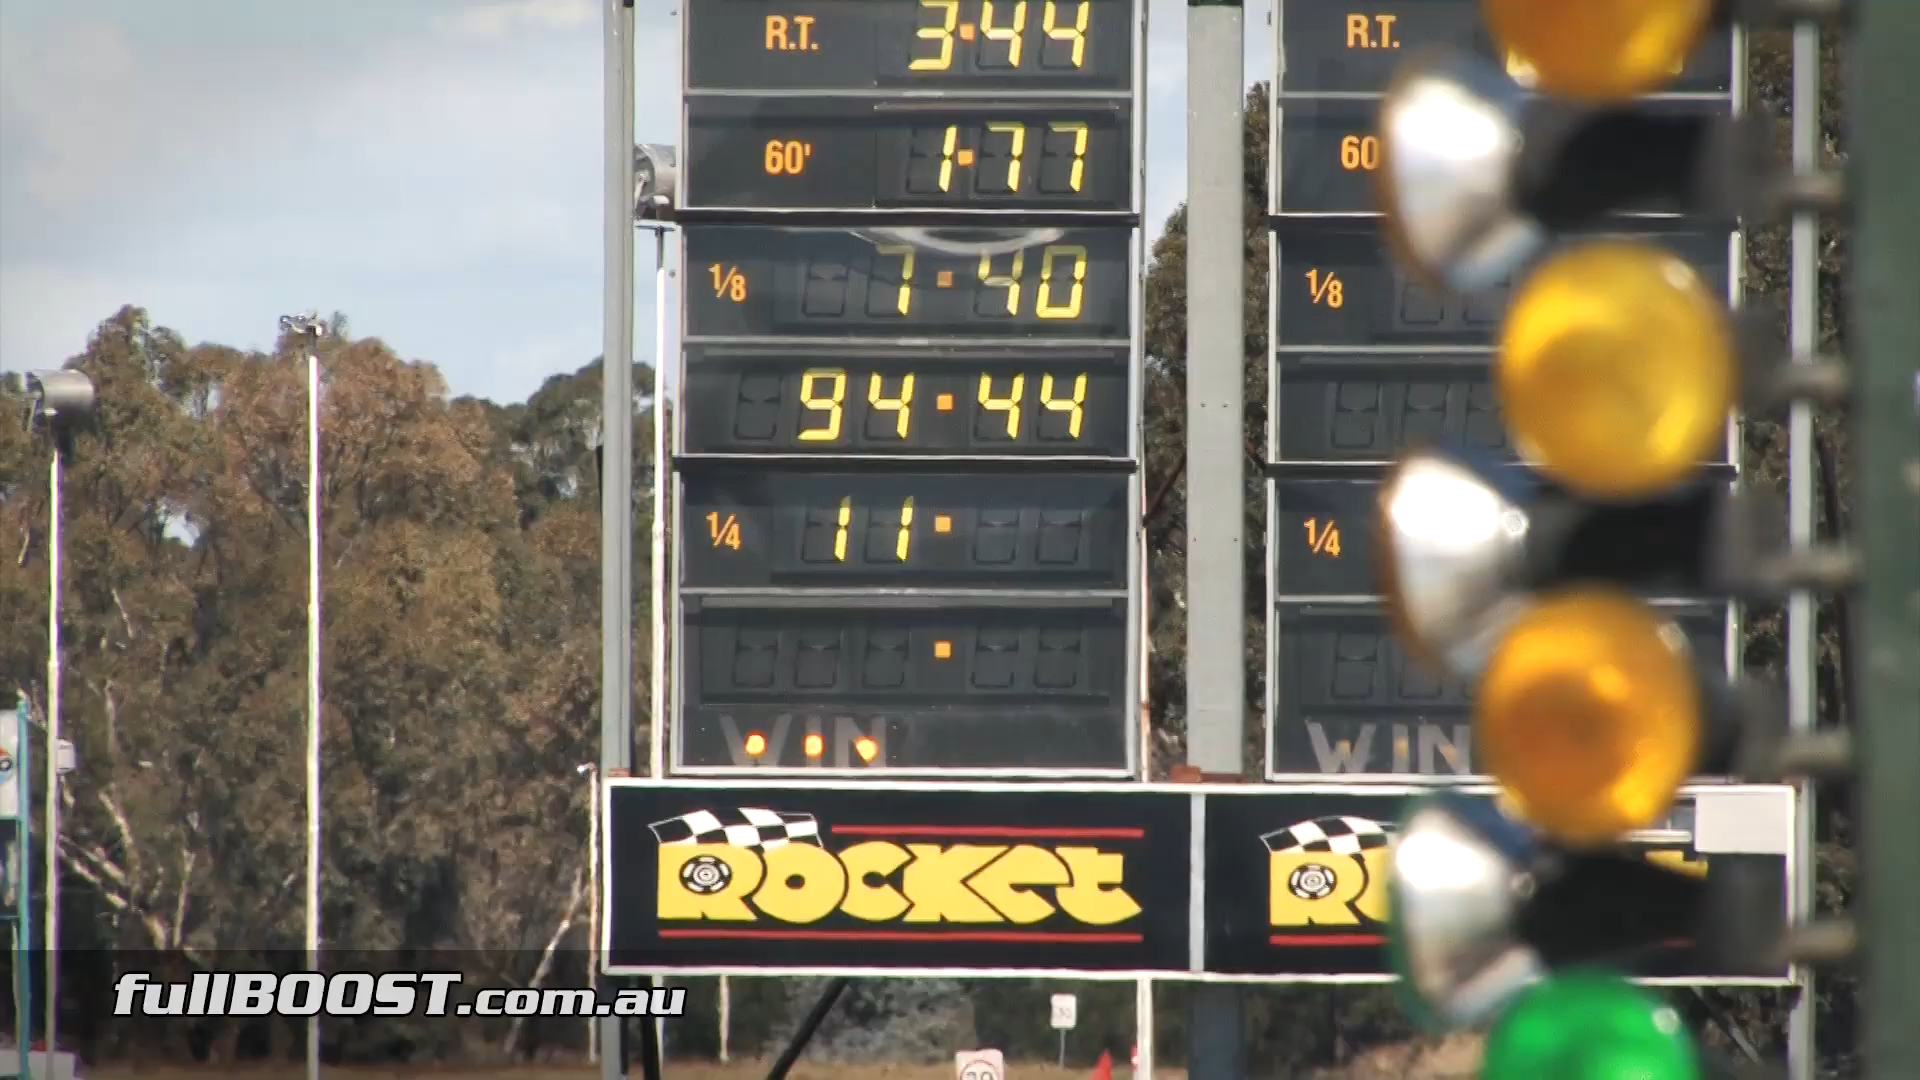 R.T. 3.44
60' 1.77
1/8 7.40
94.44
1/4 11.
WIN
ROCKET
R.T.
60
1/8
1/4
WIN
fullBOOST.com.au